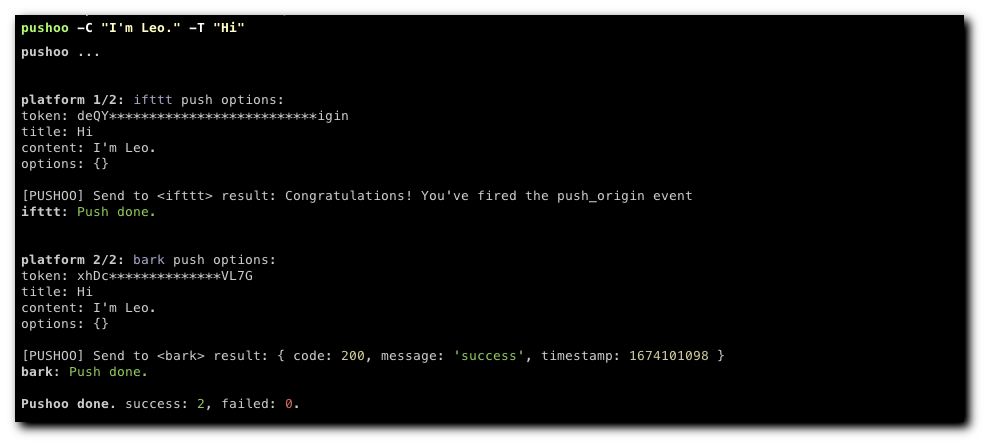 pushoo -C "I'm Leo." -T "Hi"
pushoo ...
platform 1/2: ifttt push options:
token: deQY**************************igin
title: Hi
content: I'm Leo.
options: {}
[PUSHOO] Send to <ifttt> result: Congratulations! You've fired the push_origin event
ifttt: Push done.
platform 2/2: bark push options:
token: xhDc**************VL7G
title: Hi
content: I'm Leo.
options: {}
[PUSHOO] Send to <bark> result: { code: 200, message: 'success', timestamp: 1674101098 }
bark: Push done.
Pushoo done. success: 2, failed: 0.